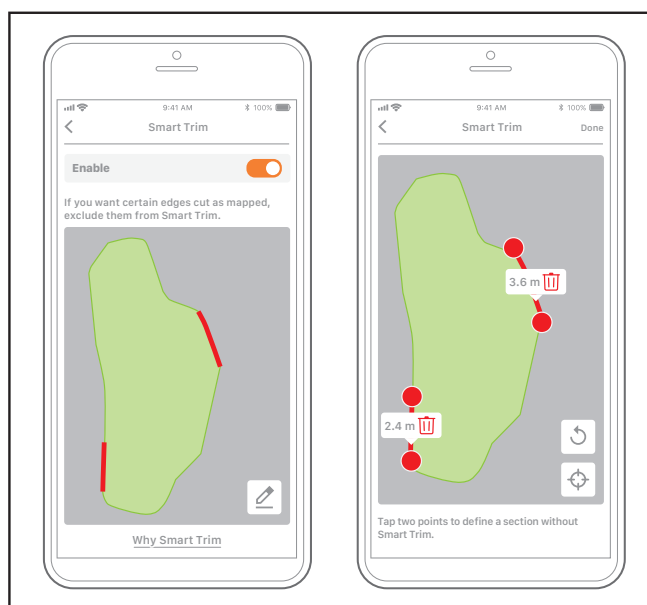 9:41 AM
100%
Smart Trim
Enable
If you want certain edges cut as mapped,
exclude them from Smart Trim.
Why Smart Trim
9:41 AM
100%
Smart Trim
Done
3.6 m
2.4 m
Tap two points to define a section without
Smart Trim.